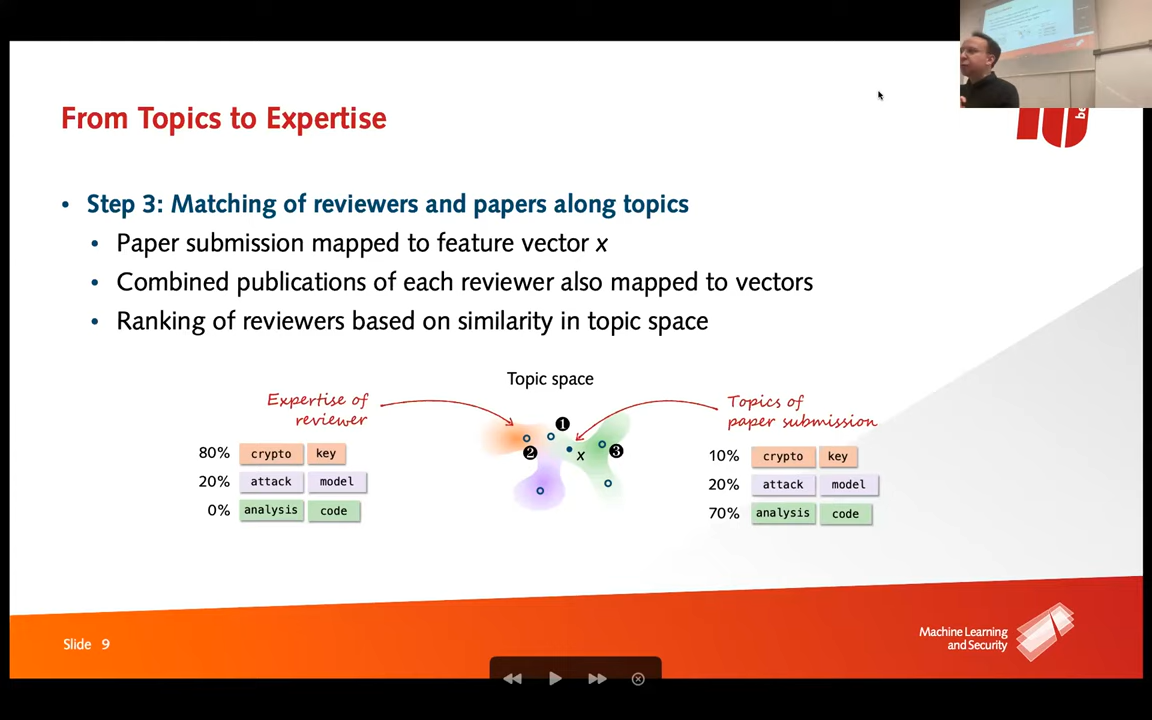 From Topics to Expertise
• Step 3: Matching of reviewers and papers along topics
• Paper submission mapped to feature vector x
• Combined publications of each reviewer also mapped to vectors
• Ranking of reviewers based on similarity in topic space
Topic space
Expertise of
reviewer
80% crypto key
20% attack model
0% analysis code
❶
❷
x
❸
Topics of
paper submission
10% crypto key
20% attack model
70% analysis code
Slide 9
Machine Learning
and Security